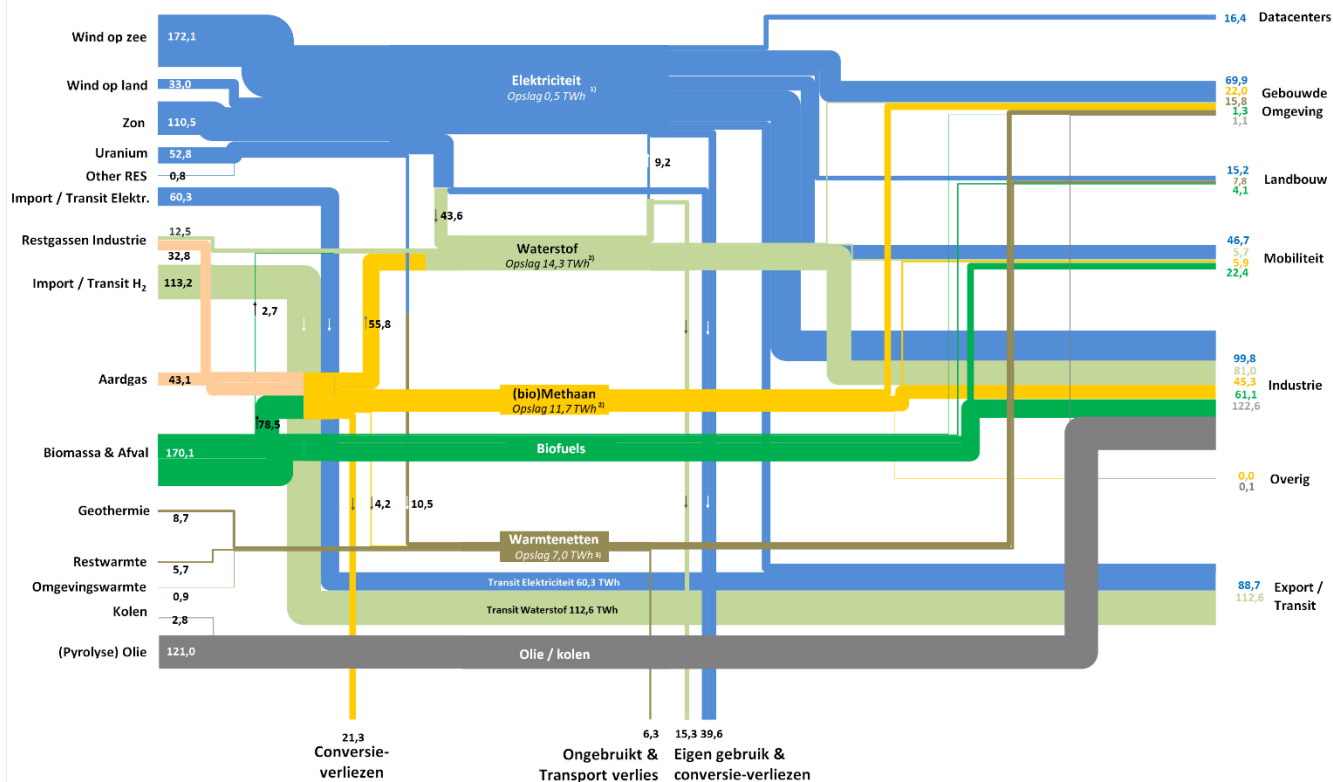 Wind op zee
172,1
Wind op land
33,0
Zon
110,5
Uranium
52,8
Other RES
0,8
Import / Transit Elektr.
60,3
Restgassen Industrie
12,5
32,8
Import / Transit H2
113,2
Aardgas
43,1
Biomassa & Afval
170,1
Geothermie
8,7
Restwarmte
5,7
Omgevingswarmte
0,9
Kolen
2,8
(Pyrolyse) Olie
121,0
Elektriciteit
Opslag 0,5 TWh 1)
9,2
43,6
Waterstof
Opslag 14,3 TWh 2)
2,7
55,8
(bio)Methaan
Opslag 11,7 TWh 2)
78,5
Biofuels
4,2
10,5
Warmtenetten
Opslag 7,0 TWh 3)
Transit Elektriciteit 60,3 TWh
Transit Waterstof 112,6 TWh
Olie / kolen
16,4
Datacenters
69,9
22,0
15,8
1,3
1,1
Gebouwde
Omgeving
15,2
7,8
4,1
Landbouw
46,7
5,7
5,9
22,4
Mobiliteit
99,8
81,0
45,3
61,1
122,6
Industrie
0,0
0,1
Overig
88,7
112,6
Export /
Transit
21,3
Conversie-
verliezen
6,3
Ongebruikt &
Transport verlies
15,3
39,6
Eigen gebruik &
conversie-verliezen